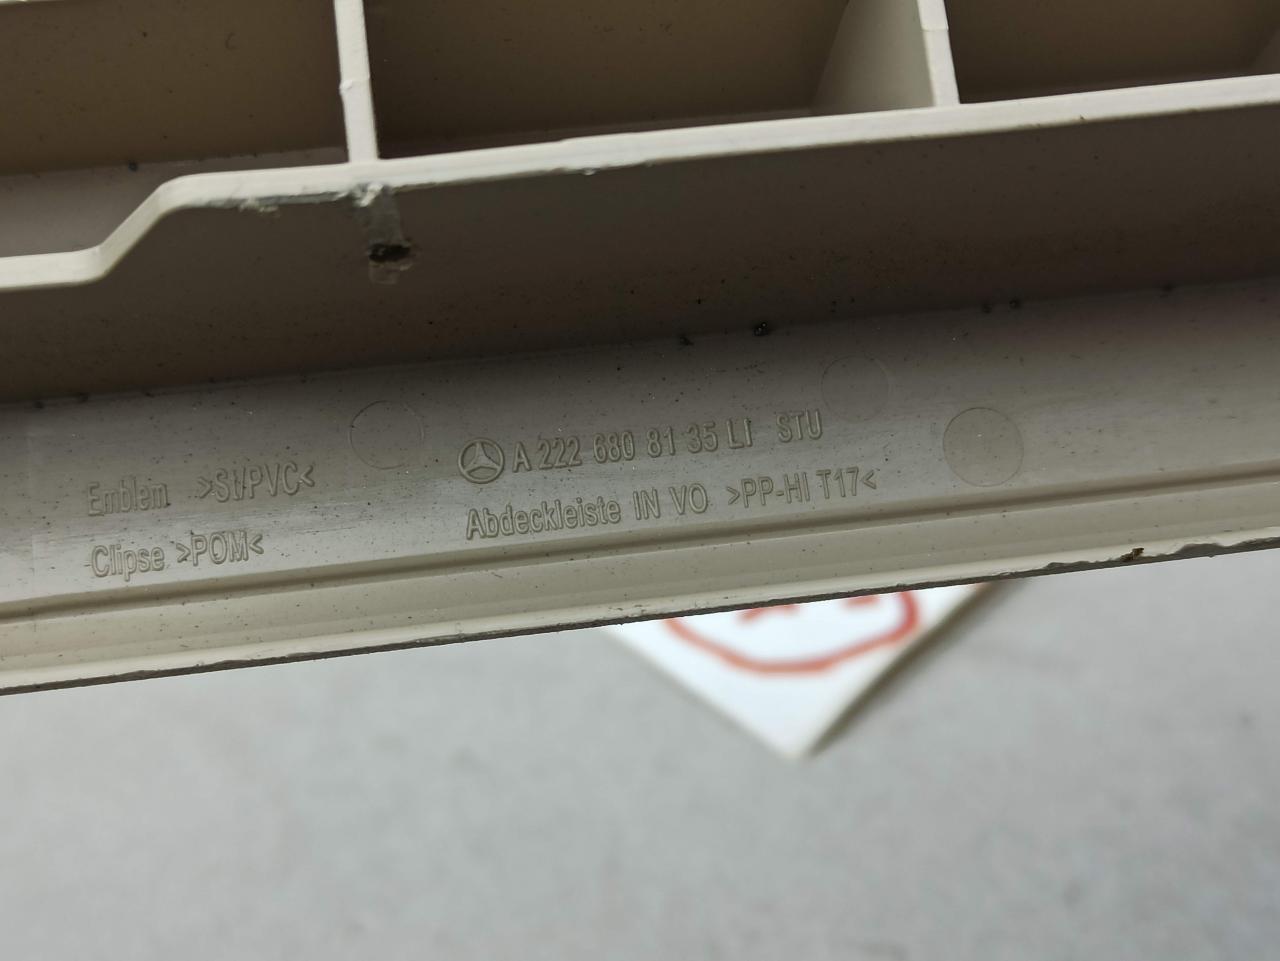 A 222 680 81 35 LI STU
Abdeckleiste IN VO >PP-HI T17<
Emblem >St/PVC<
Clipse >POM<